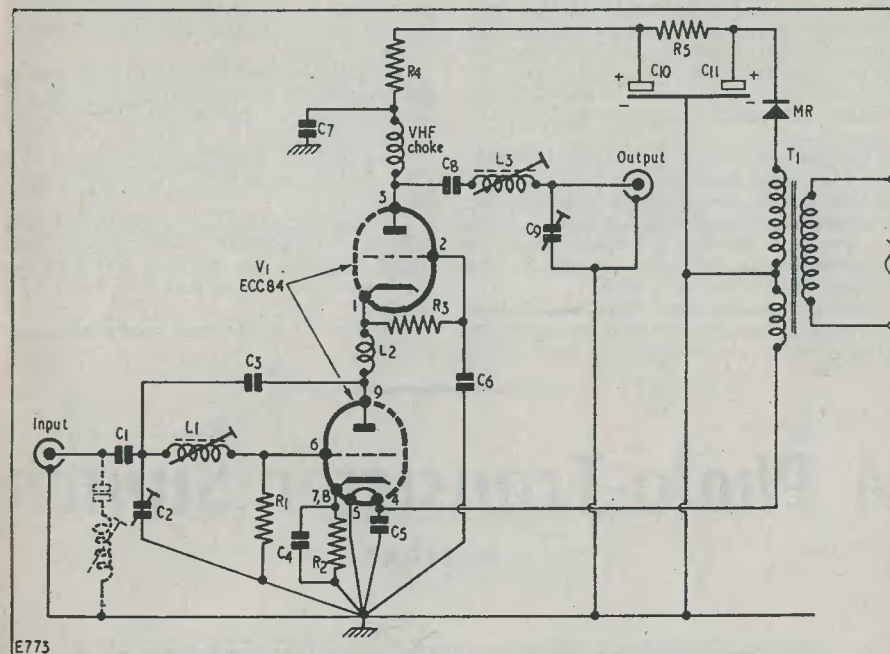 R5
R4
+
C10
C11
+
−
−
MR
C7
VHF
choke
T1
C8
L3
Output
3
C9
2
V1
ECC84
1
R3
L2
C3
9
C6
Input
C1
L1
6
C2
R1
7,8
5
4
C4
R2
C5
E773